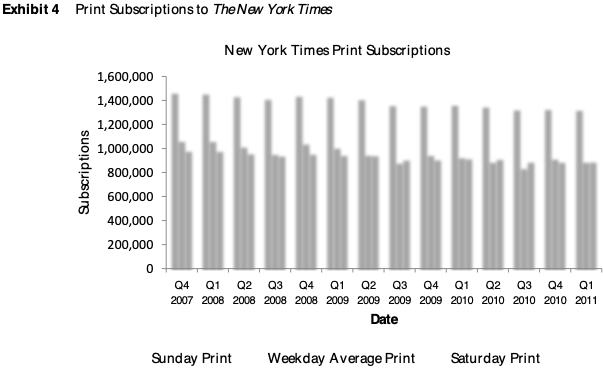 Exhibit 4 Print Subscriptions to The New York Times
New York Times Print Subscriptions
1,600,000
1,400,000
1,200,000
1,000,000
800,000
600,000
400,000
200,000
0
Subscriptions
Q4 Q1 Q2 Q3 Q4 Q1 Q2 Q3 Q4 Q1 Q2 Q3 Q4 Q1
2007 2008 2008 2008 2008 2009 2009 2009 2009 2010 2010 2010 2010 2011
Date
Sunday Print Weekday Average Print Saturday Print